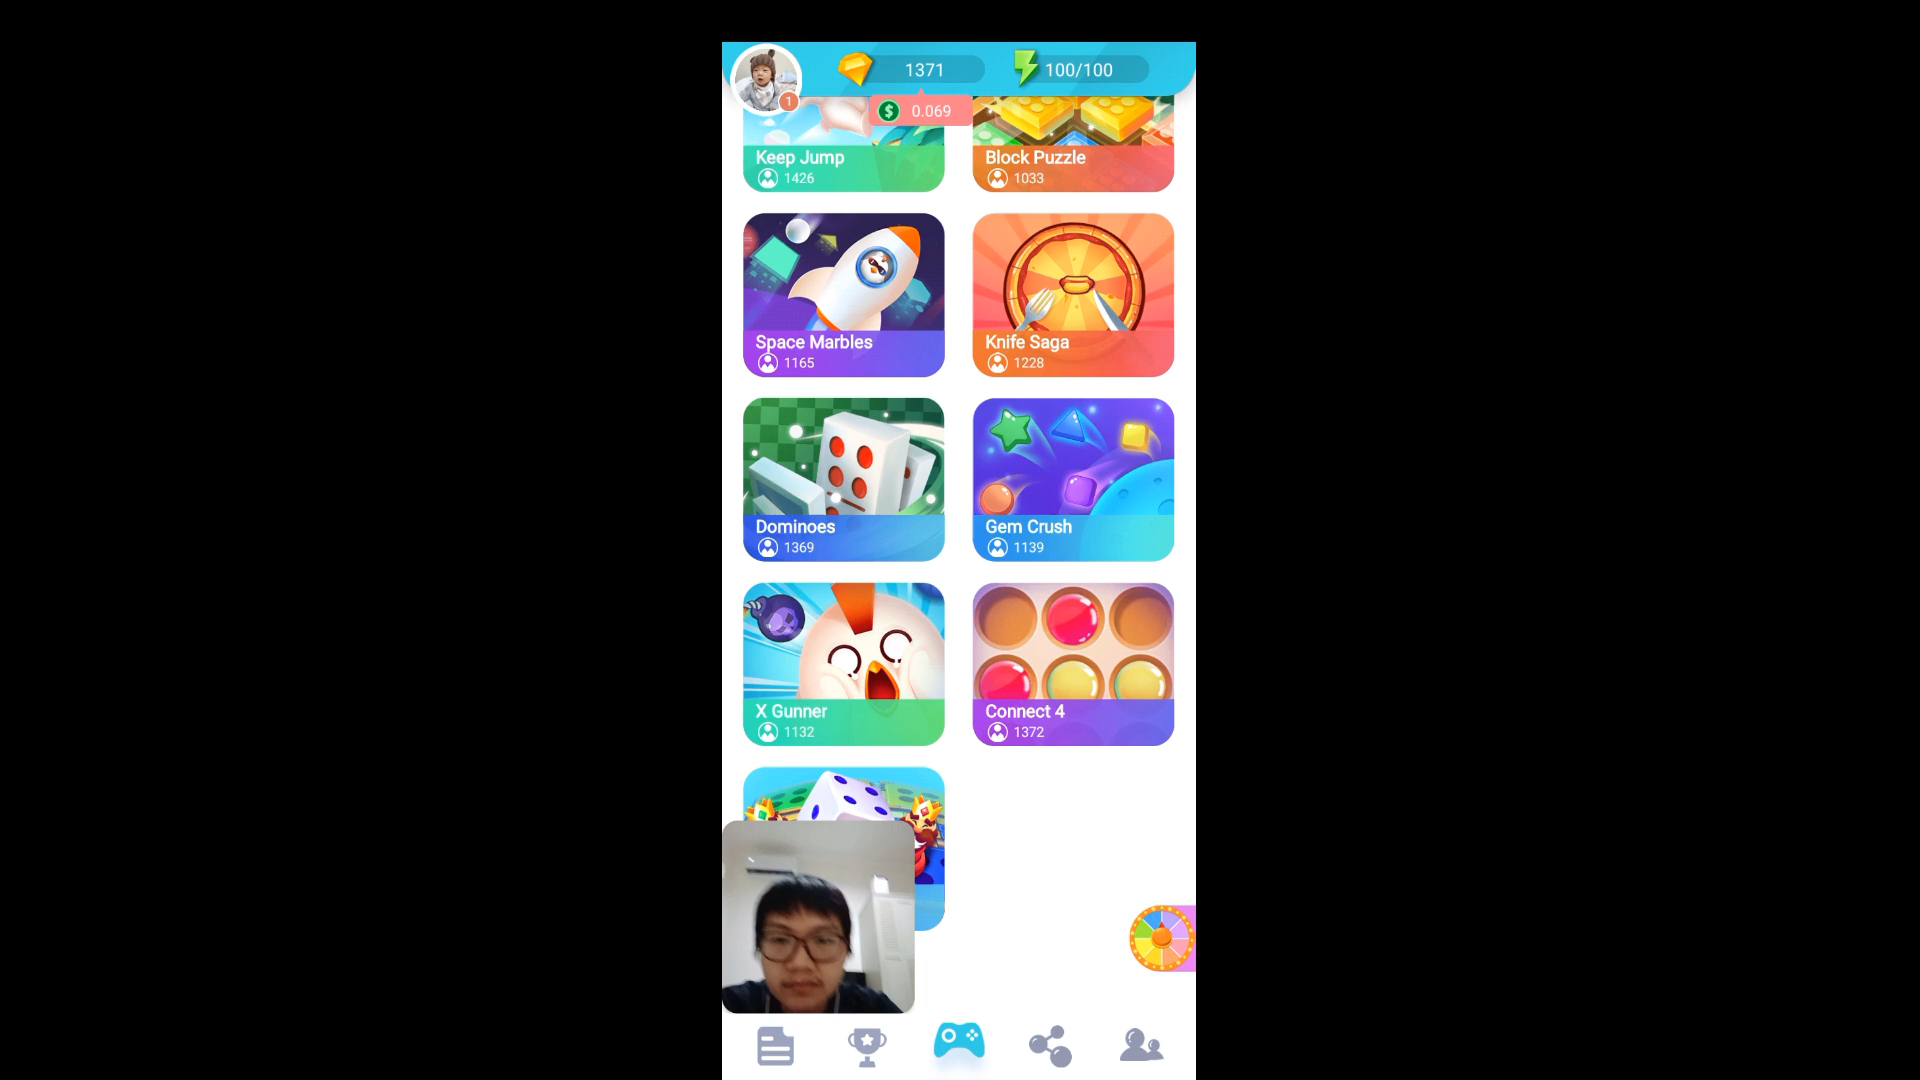 1371
100/100
1
$ 0.069
Keep Jump
1426
Block Puzzle
1033
Space Marbles
1165
Knife Saga
1228
Dominoes
1369
Gem Crush
1139
X Gunner
1132
Connect 4
1372